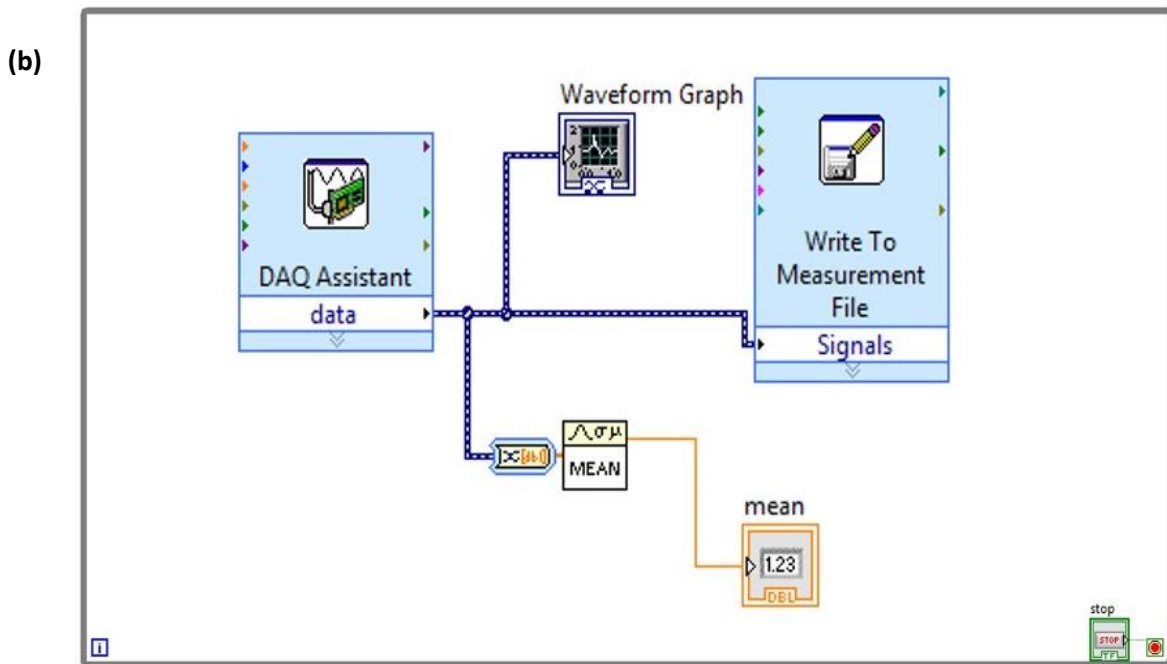 (b)
Waveform Graph
DAQ Assistant
data
Write To
Measurement
File
Signals
MEAN
mean
1.23
DBL
i
stop
STOP
TF